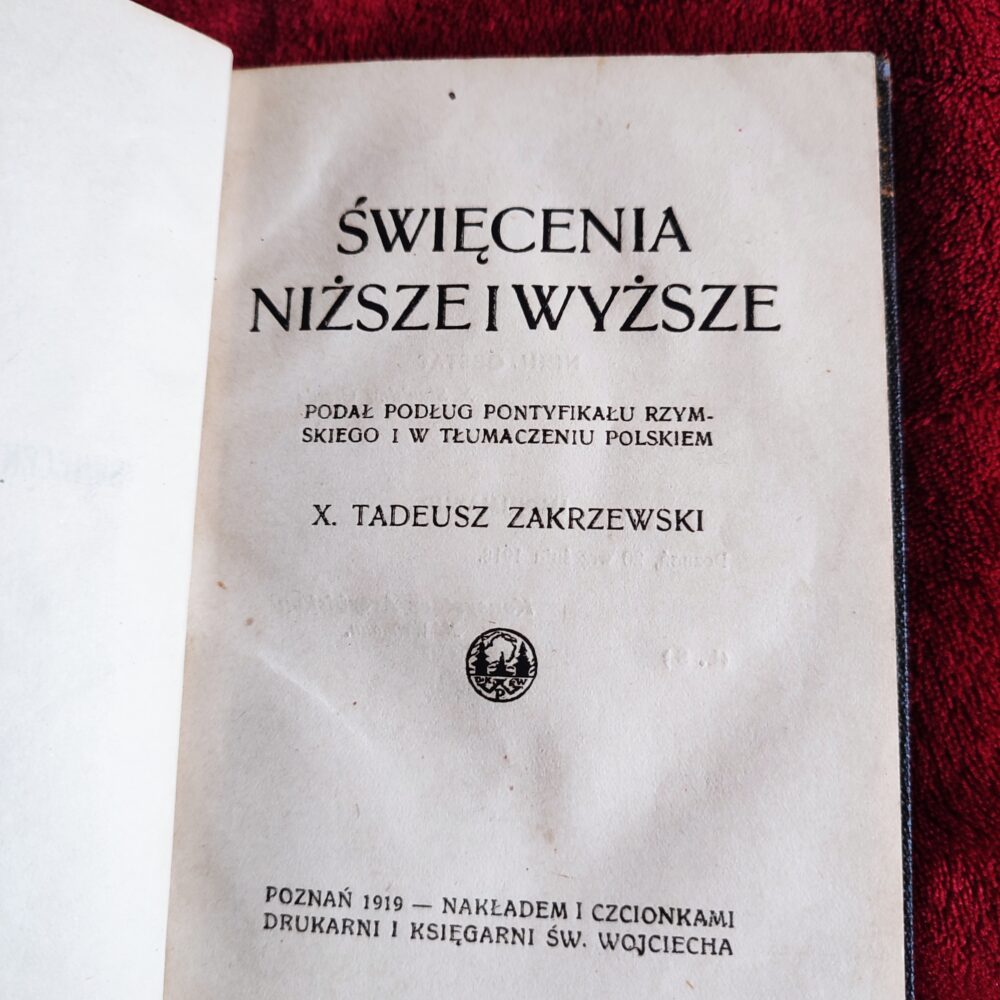 ŚWIĘCENIA
NIŻSZE I WYŻSZE
PODAŁ PODŁUG PONTYFIKAŁU RZYM-
SKIEGO I W TŁUMACZENIU POLSKIEM
X. TADEUSZ ZAKRZEWSKI
POZNAŃ 1919 — NAKŁADEM I CZCIONKAMI
DRUKARNI I KSIĘGARNI ŚW. WOJCIECHA